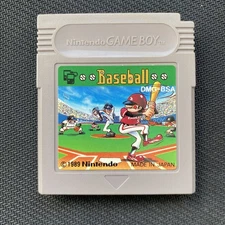 Nintendo GAME BOY
Baseball
DMG-BSA
© 1989 Nintendo
MADE IN JAPAN